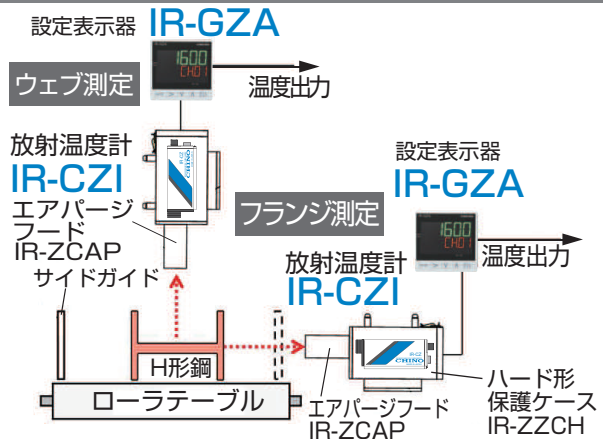 設定表示器 IR-GZA
1600
CH01
ウェブ測定
温度出力
放射温度計
IR-CZI
エアパージ
フード
IR-ZCAP
サイドガイド
IR-CZ
CHINO
設定表示器
IR-GZA
フランジ測定
1600
CH01
温度出力
放射温度計
IR-CZI
H形鋼
IR-CZ
CHINO
ローラテーブル
エアパージフード
IR-ZCAP
ハード形
保護ケース
IR-ZZCH